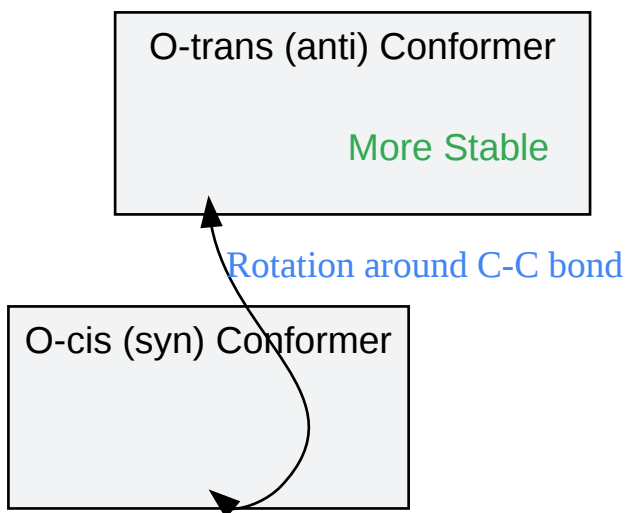 O-trans (anti) Conformer
More Stable
Rotation around C-C bond
O-cis (syn) Conformer